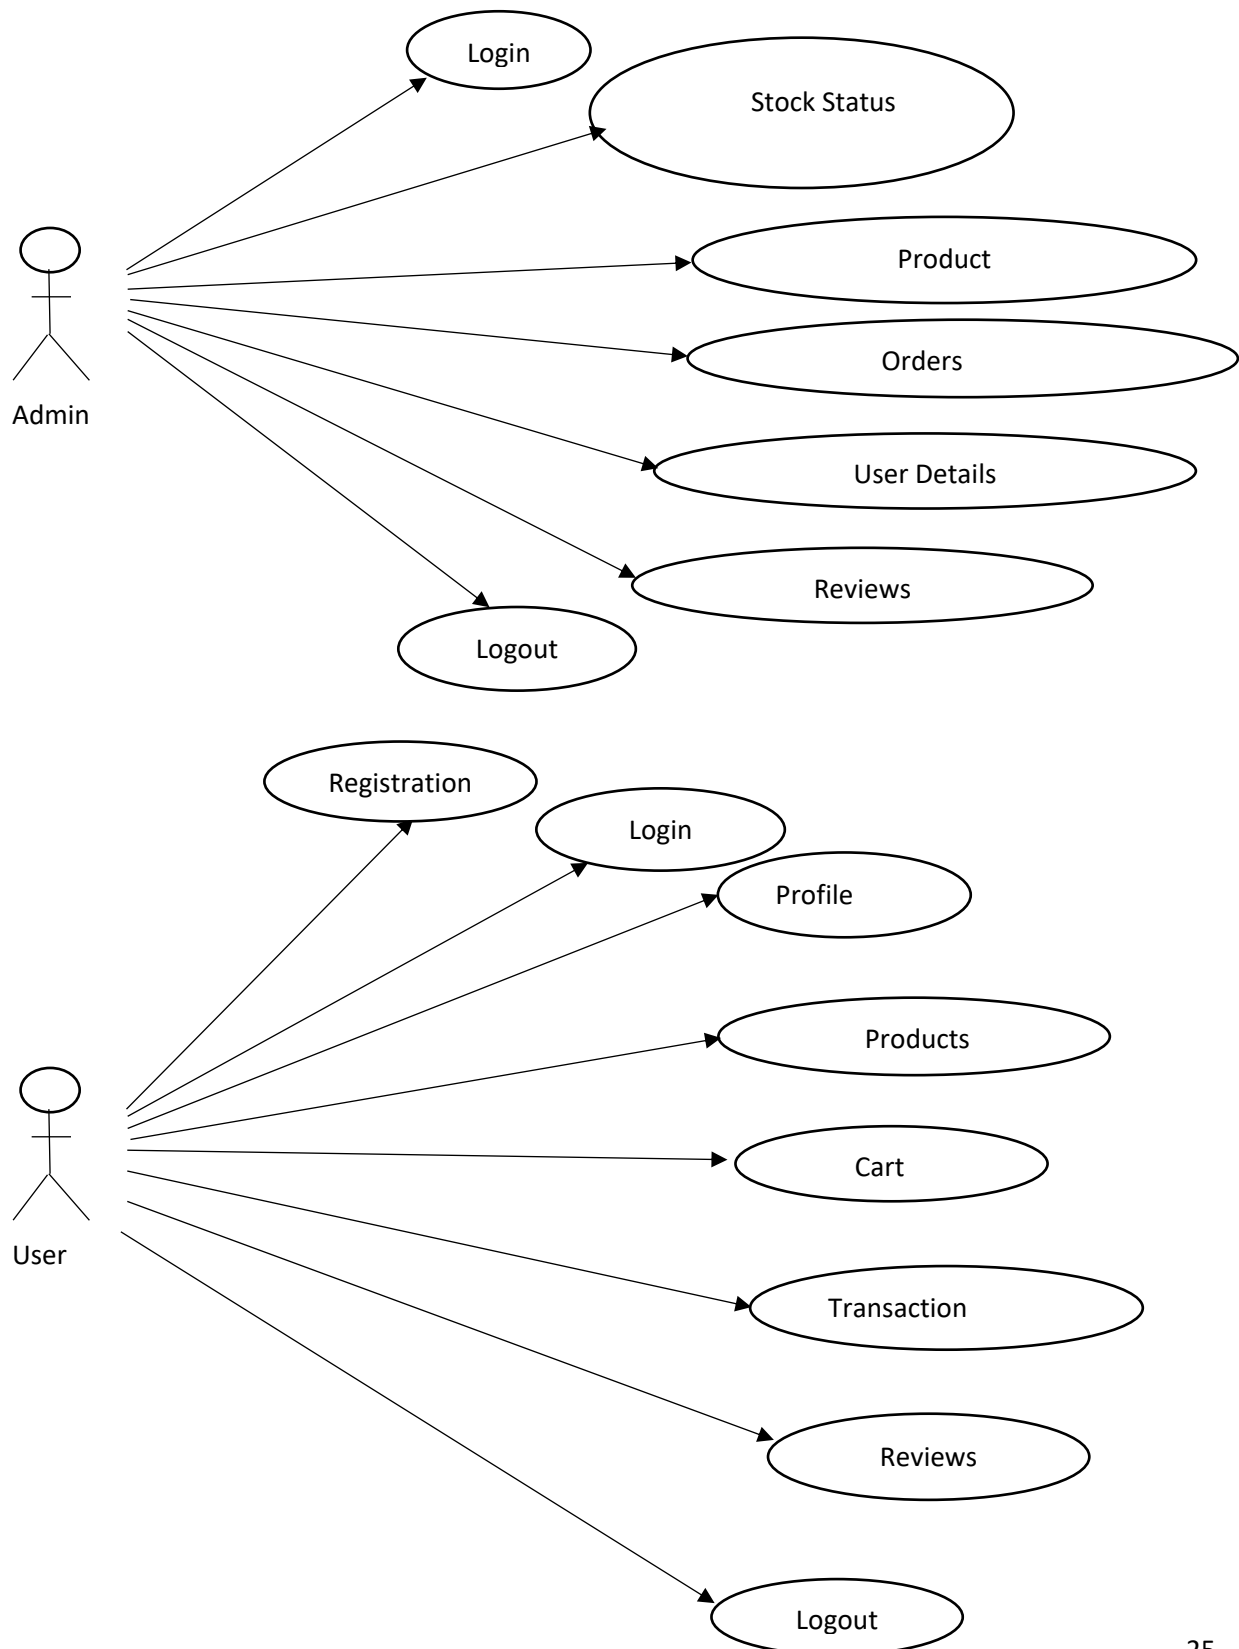 Login
Stock Status
Product
Orders
Admin
User Details
Reviews
Logout
Registration
Login
Profile
Products
Cart
User
Transaction
Reviews
Logout